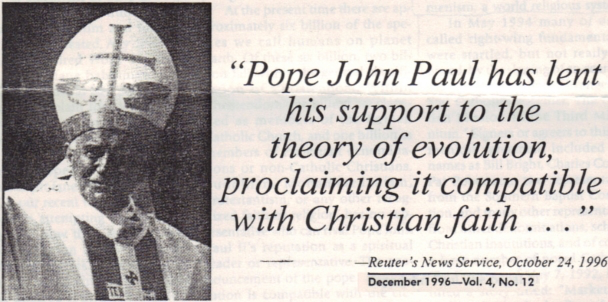 “Pope John Paul has lent
his support to the
theory of evolution,
proclaiming it compatible
with Christian faith . . .”
—Reuter's News Service, October 24, 1996
December 1996—Vol. 4, No. 12